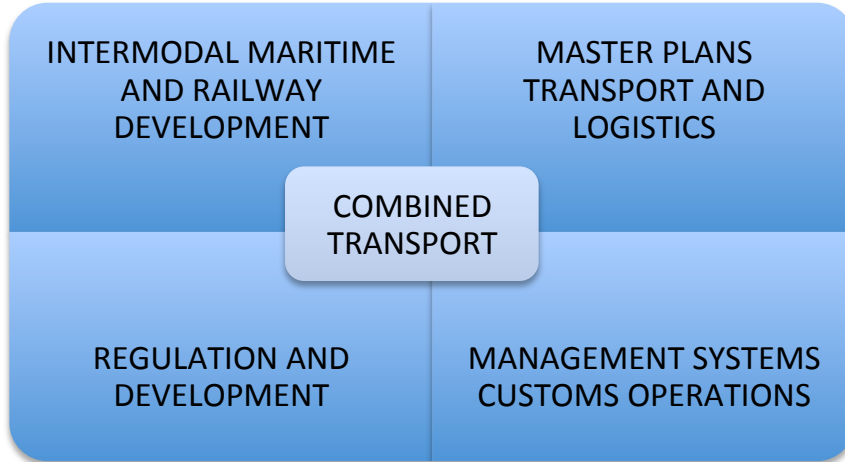 INTERMODAL MARITIME
AND RAILWAY
DEVELOPMENT
MASTER PLANS
TRANSPORT AND
LOGISTICS
COMBINED
TRANSPORT
REGULATION AND
DEVELOPMENT
MANAGEMENT SYSTEMS
CUSTOMS OPERATIONS